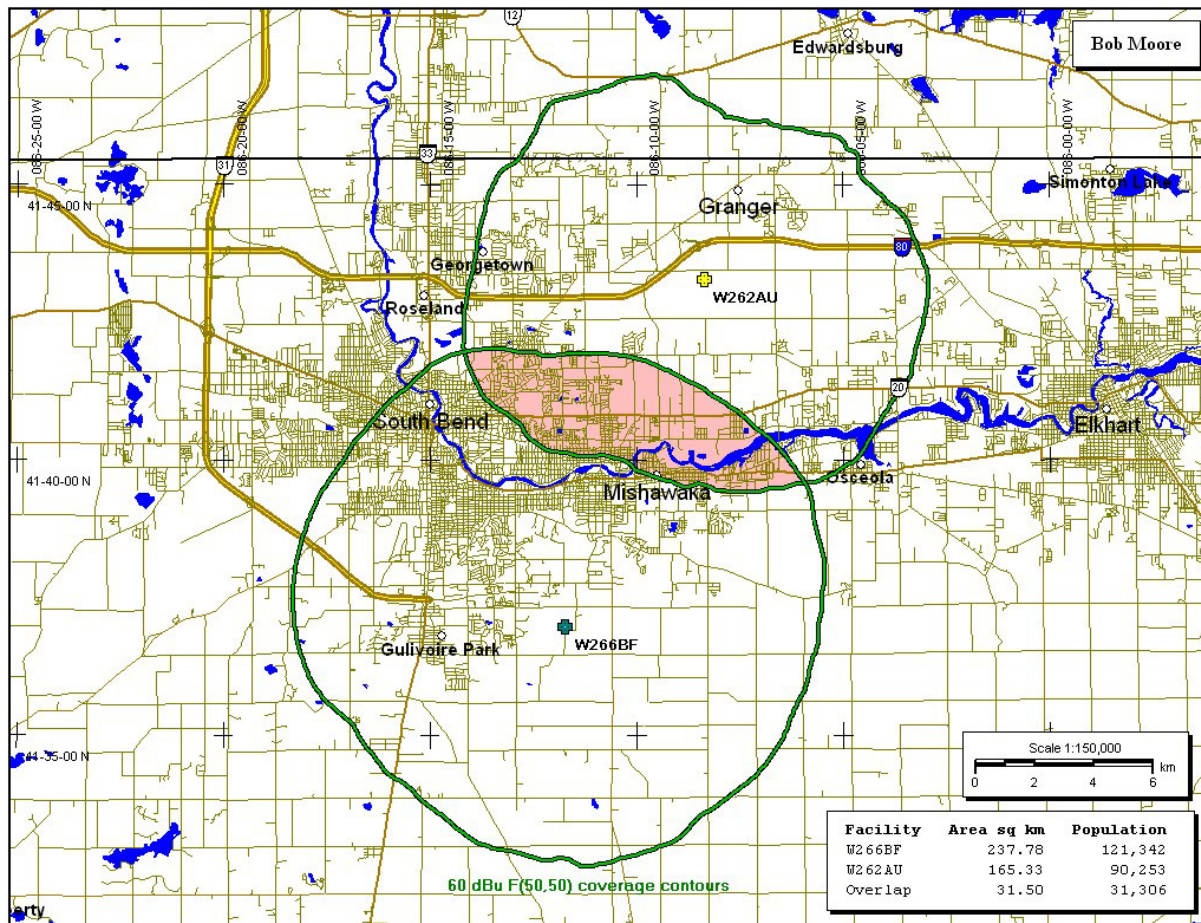 12
Edwardsburg
Bob Moore
086-25-00 W
086-20-00 W
086-15-00 W
086-10-00 W
086-00-00 W
31
33
Simonton Lake
41-45-00 N
Granger
80
Georgetown
W262AU
Roseland
20
South Bend
Elkhart
41-40-00 N
Mishawaka
Osceola
Gulivoire Park
W266BF
41-35-00 N
Scale 1:150,000
km
0 2 4 6
Facility Area sq km Population
W266BF 237.78 121,342
W262AU 165.33 90,253
Overlap 31.50 31,306
60 dBu F(50,50) coverage contours
erty